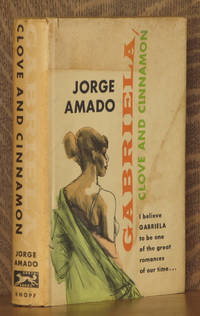 CLOVE AND CINNAMON
JORGE
AMADO
KNOPF
JORGE
AMADO
GABRIELA,
CLOVE AND CINNAMON
I believe
GABRIELA
to be one
of the great
romances
of our time...